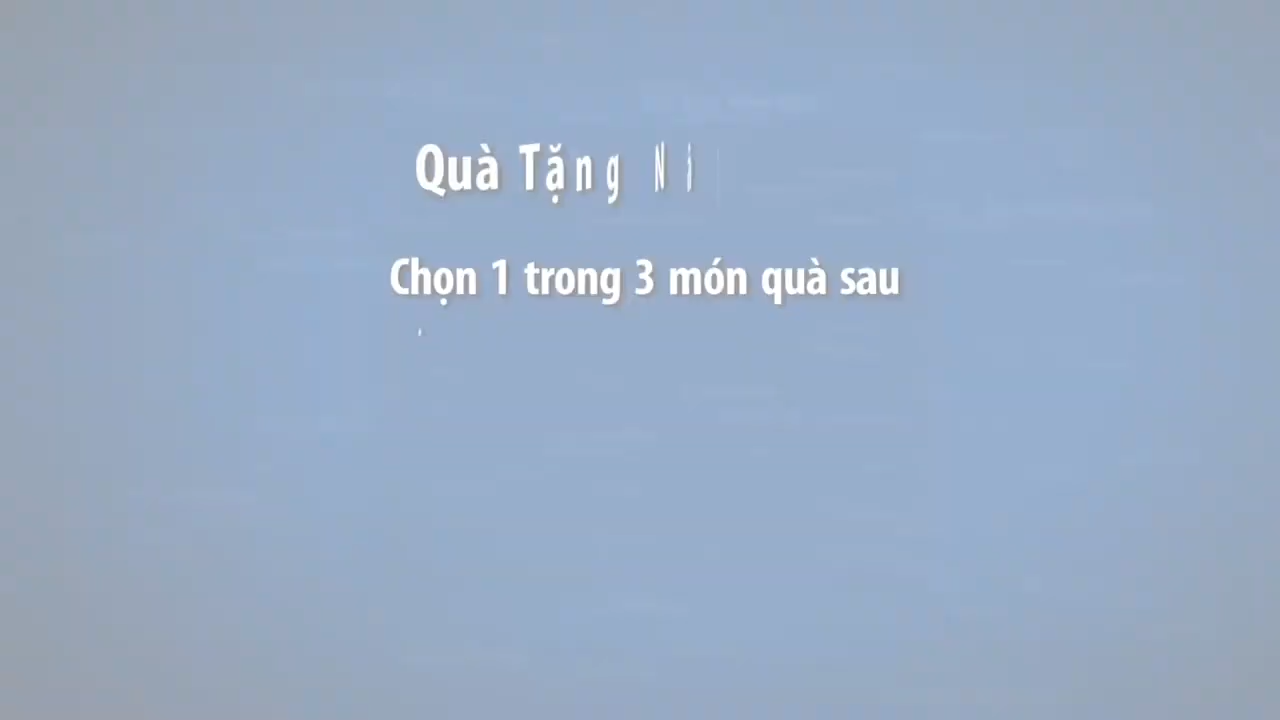 Quà Tặng
Chọn 1 trong 3 món quà sau